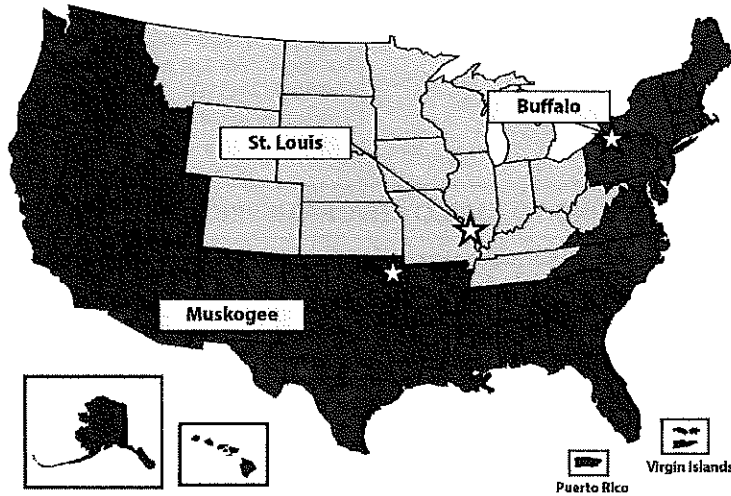 Buffalo
St. Louis
Muskogee
Virgin Islands
Puerto Rico